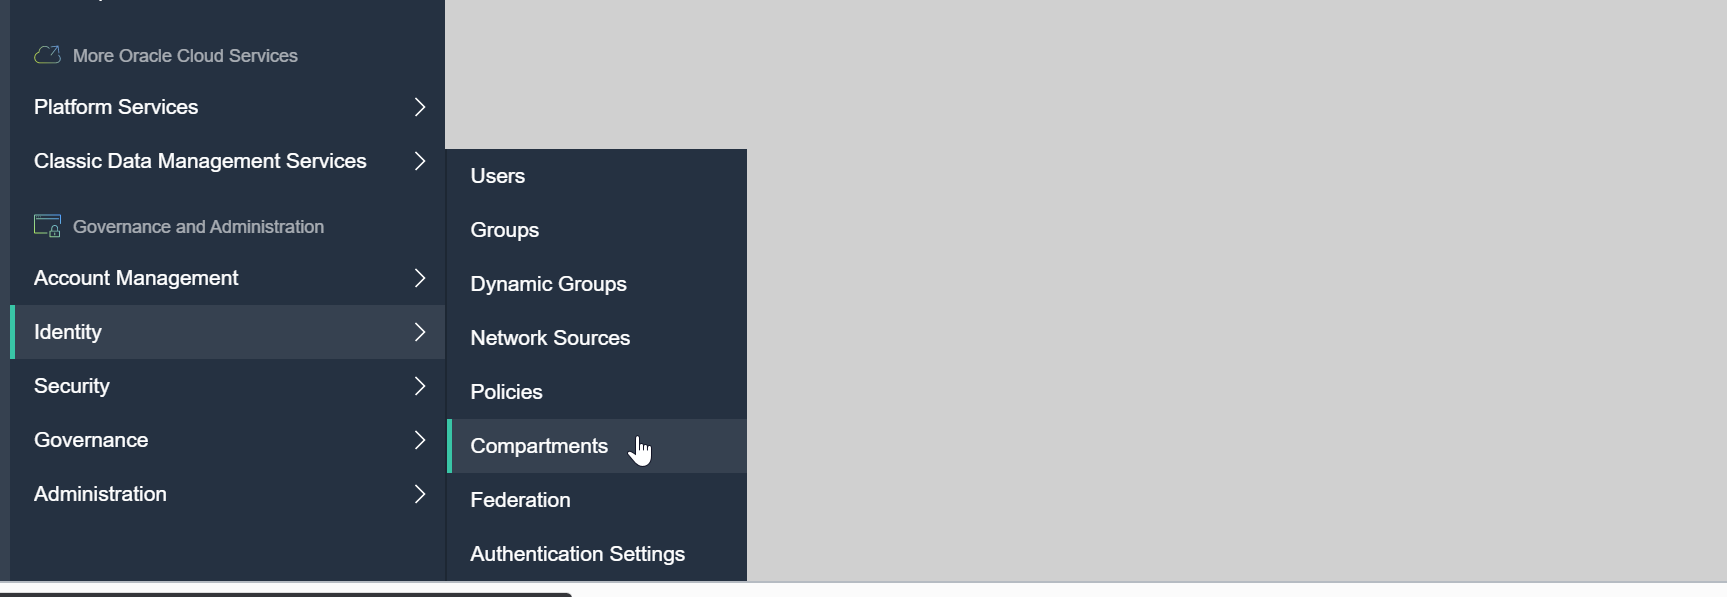 More Oracle Cloud Services
Platform Services
Classic Data Management Services
Governance and Administration
Account Management
Identity
Security
Governance
Administration
Users
Groups
Dynamic Groups
Network Sources
Policies
Compartments
Federation
Authentication Settings